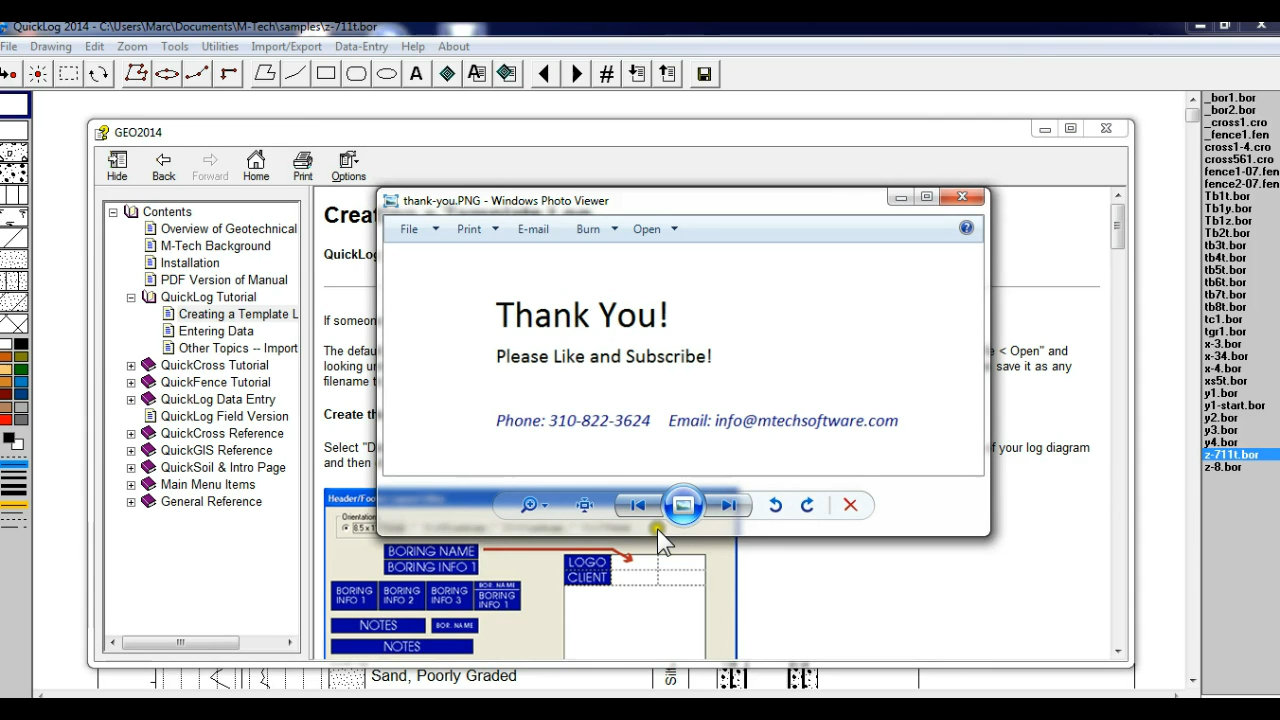 QuickLog 2014 - C:\Users\Marc\Documents\M-Tech\samples\z-711t.bor
File Drawing Edit Zoom Tools Utilities Import/Export Data-Entry Help About
GEO2014
Hide Back Forward Home Print Options
Contents
Overview of Geotechnical
M-Tech Background
Installation
PDF Version of Manual
QuickLog Tutorial
Creating a Template L
Entering Data
Other Topics -- Import
QuickCross Tutorial
QuickFence Tutorial
QuickLog Data Entry
QuickLog Field Version
QuickCross Reference
QuickGIS Reference
QuickSoil & Intro Page
Main Menu Items
General Reference
QuickLo
If someon
The defau
looking un
filename t
Create th
Select "D
and then
< Open" and
save it as any
of your log diagram
thank-you.PNG - Windows Photo Viewer
File Print E-mail Burn Open
Thank You!
Please Like and Subscribe!
Phone: 310-822-3624 Email: info@mtechsoftware.com
Orientation
BORING NAME
BORING INFO 1
BORING INFO 1
BORING INFO 2
BORING INFO 3
BOR. NAME
BORING INFO 1
NOTES
BOR. NAME
NOTES
LOGO
CLIENT
Sand, Poorly Graded
_bor1.bor
_bor2.bor
_cross1.cro
_fence1.fen
cross1-4.cro
cross561.cro
fence1-07.fen
fence2-07.fen
Tb1t.bor
Tb1y.bor
Tb1z.bor
Tb2t.bor
tb3t.bor
tb4t.bor
tb5t.bor
tb6t.bor
tb7t.bor
tb8t.bor
tc1.bor
tgr1.bor
x-3.bor
x-34.bor
x-4.bor
xs5t.bor
y1.bor
y1-start.bor
y2.bor
y3.bor
y4.bor
z-711t.bor
z-8.bor